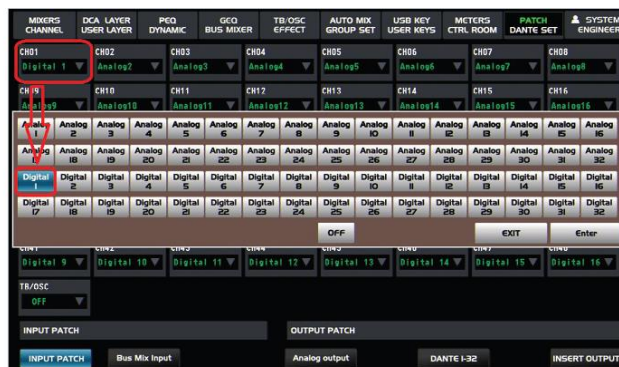 MIXERS DCA LAYER PEQ GEQ TB/OSC AUTO MIX USB KEY METERS PATCH SYSTEM
CHANNEL USER LAYER DYNAMIC BUS MIXER EFFECT GROUP SET USER KEYS CTRL ROOM DANTE SET ENGINEER
CH01 CH02 CH03 CH04 CH05 CH06 CH07 CH08
Digital 1 Analog2 Analog3 Analog4 Analog5 Analog6 Analog7 Analog8
CH09 CH10 CH11 CH12 CH13 CH14 CH15 CH16
Analog9 Analog10 Analog11 Analog12 Analog13 Analog14 Analog15 Analog16
Analog Analog Analog Analog Analog Analog Analog Analog Analog Analog Analog Analog Analog Analog Analog Analog
1 2 3 4 5 6 7 8 9 10 11 12 13 14 15 16
Analog Analog Analog Analog Analog Analog Analog Analog Analog Analog Analog Analog Analog Analog Analog Analog
17 18 19 20 21 22 23 24 25 26 27 28 29 30 31 32
Digital Digital Digital Digital Digital Digital Digital Digital Digital Digital Digital Digital Digital Digital Digital Digital
1 2 3 4 5 6 7 8 9 10 11 12 13 14 15 16
Digital Digital Digital Digital Digital Digital Digital Digital Digital Digital Digital Digital Digital Digital Digital Digital
17 18 19 20 21 22 23 24 25 26 27 28 29 30 31 32
OFF EXIT Enter
Digital 9 Digital 10 Digital 11 Digital 12 Digital 13 Digital 14 Digital 15 Digital 16
TB/OSC
OFF
INPUT PATCH OUTPUT PATCH
INPUT PATCH Bus Mix Input Analog output DANTE 1-32 INSERT OUTPUT